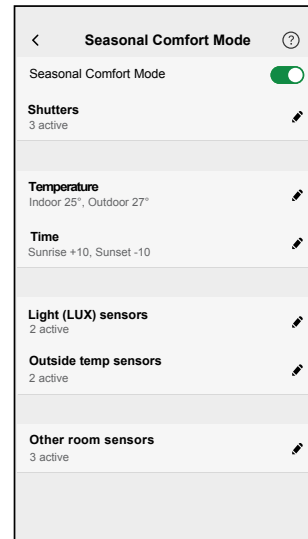 Seasonal Comfort Mode
?
Seasonal Comfort Mode
Shutters
3 active
Temperature
Indoor 25°, Outdoor 27°
Time
Sunrise +10, Sunset -10
Light (LUX) sensors
2 active
Outside temp sensors
2 active
Other room sensors
3 active